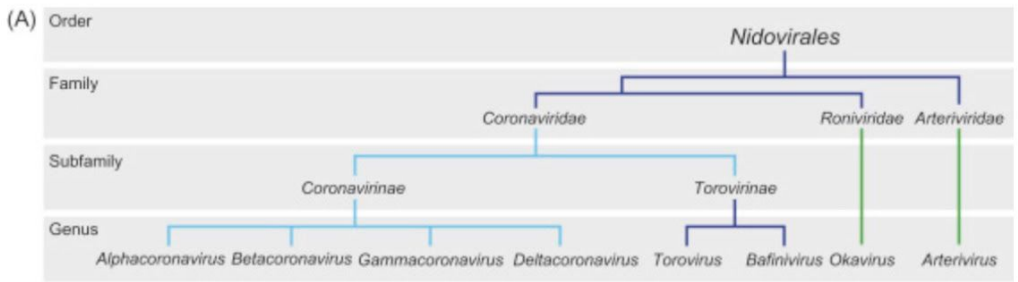 (A)
Order
Nidovirales
Family
Coronaviridae Roniviridae Arteriviridae
Subfamily
Coronavirinae Torovirinae
Genus
Alphacoronavirus Betacoronavirus Gammacoronavirus Deltacoronavirus Torovirus Bafinivirus Okavirus Arterivirus